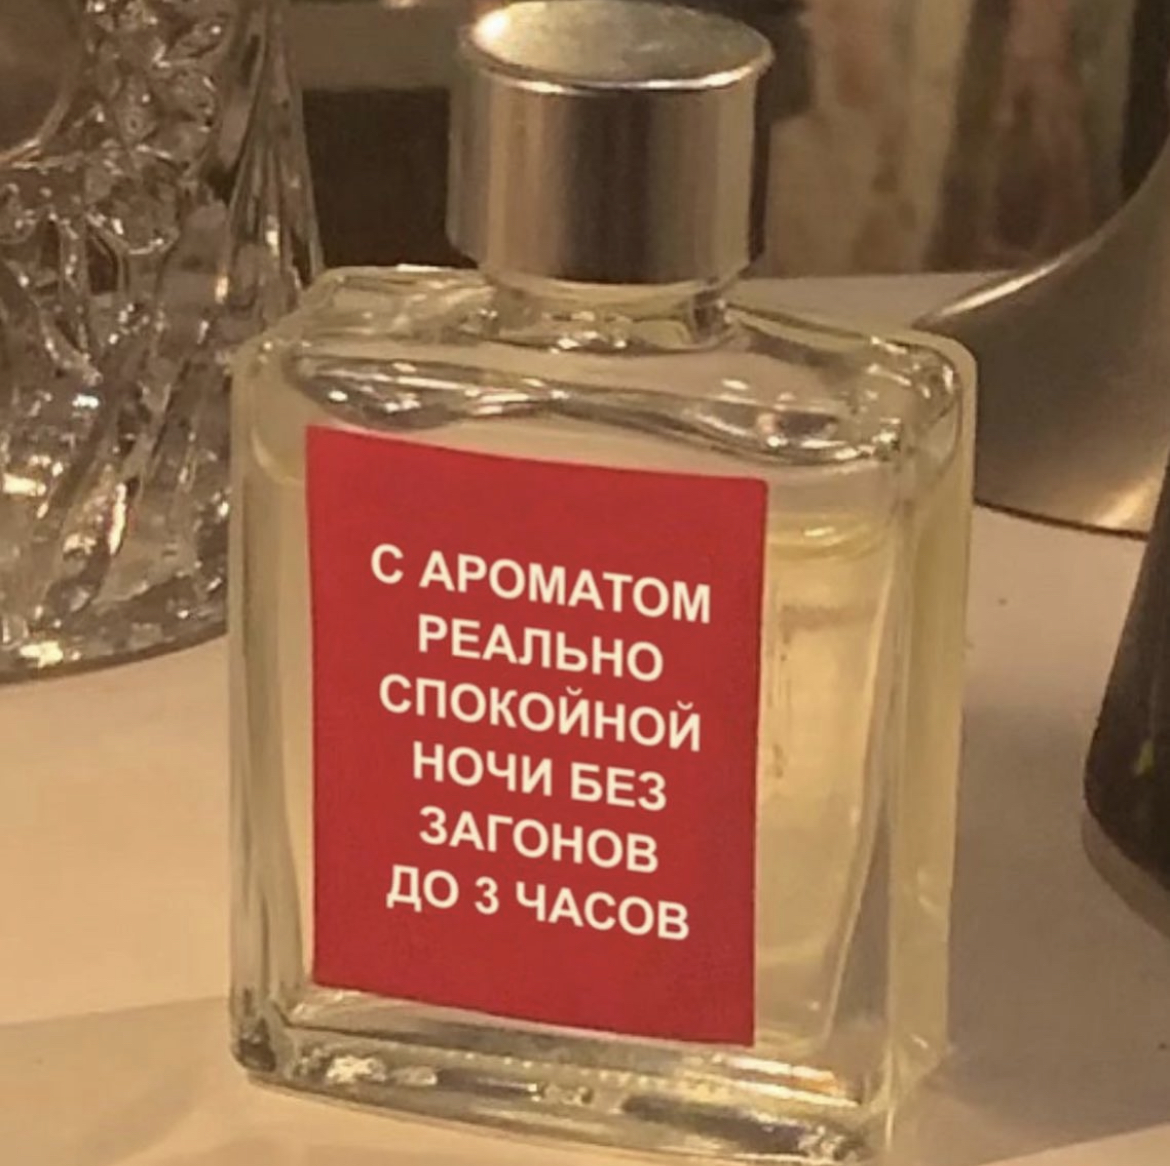 С АРОМАТОМ
РЕАЛЬНО
СПОКОЙНОЙ
НОЧИ БЕЗ
ЗАГОНОВ
ДО 3 ЧАСОВ